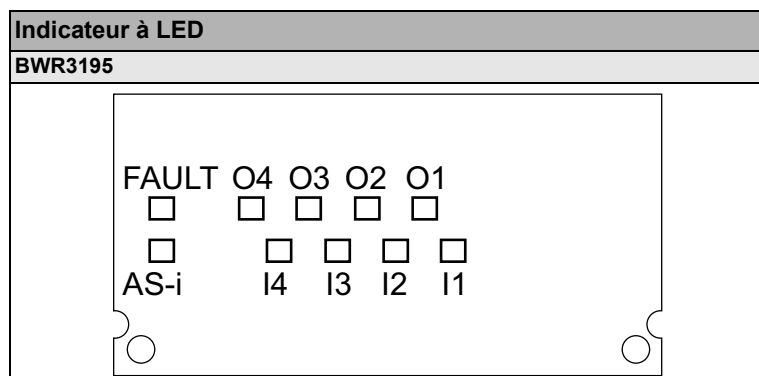 Indicateur à LED
BWR3195
FAULT O4 O3 O2 O1
AS-i I4 I3 I2 I1